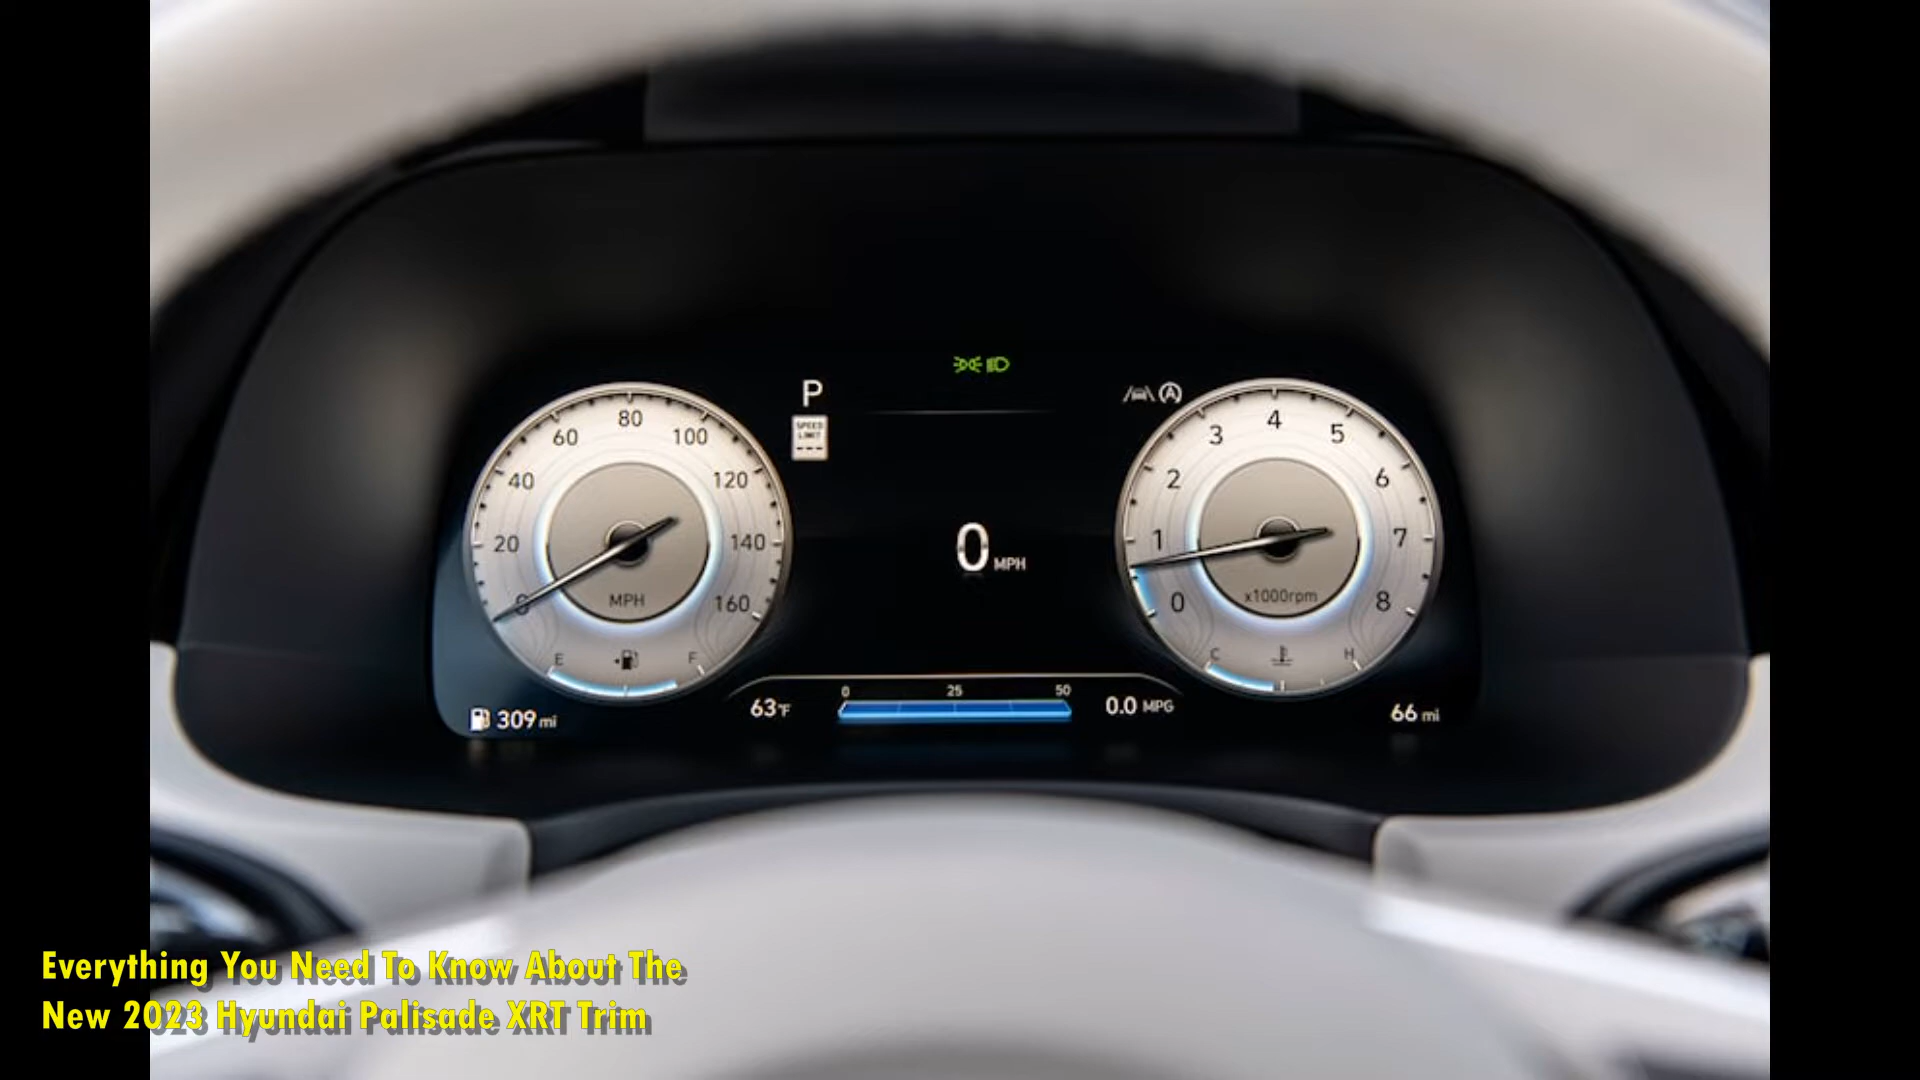 80
60 100
40 120
20 140
0 160
MPH
E F
309 mi
P
SPEED
LIMIT
---
0 MPH
0 25 50
63°F
0.0 MPG
A
4
3 5
2 6
1 7
0 8
x1000rpm
C H
66 mi
Everything You Need To Know About The
New 2023 Hyundai Palisade XRT Trim